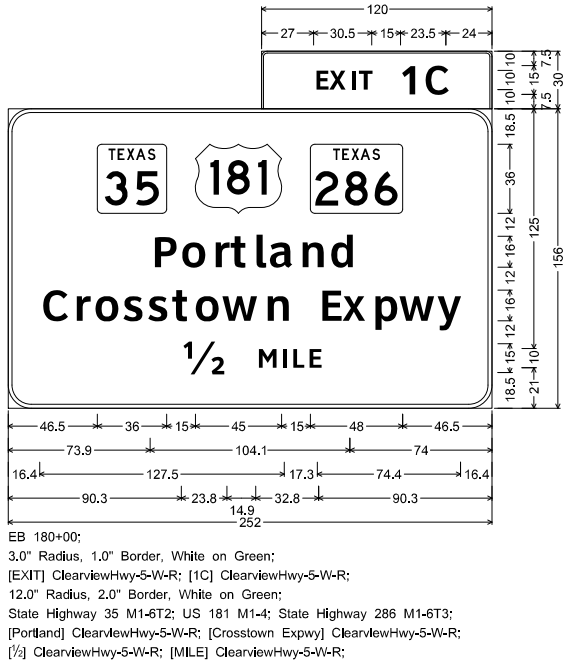 120
27 30.5 15 23.5 24
EXIT 1C
10 10 10
7.5 15 7.5
30
TEXAS
35
181
TEXAS
286
Portland
Crosstown Expwy
½ MILE
18.5 36 12 16 12 16 12 15 18.5
125 10 21
156
46.5 36 15 45 15 48 46.5
73.9 104.1 74
16.4 127.5 17.3 74.4 16.4
90.3 23.8 14.9 32.8 90.3
252
EB 180+00;
3.0" Radius, 1.0" Border, White on Green;
[EXIT] ClearviewHwy-5-W-R; [1C] ClearviewHwy-5-W-R;
12.0" Radius, 2.0" Border, White on Green;
State Highway 35 M1-6T2; US 181 M1-4; State Highway 286 M1-6T3;
[Portland] ClearviewHwy-5-W-R; [Crosstown Expwy] ClearviewHwy-5-W-R;
[½] ClearviewHwy-5-W-R; [MILE] ClearviewHwy-5-W-R;